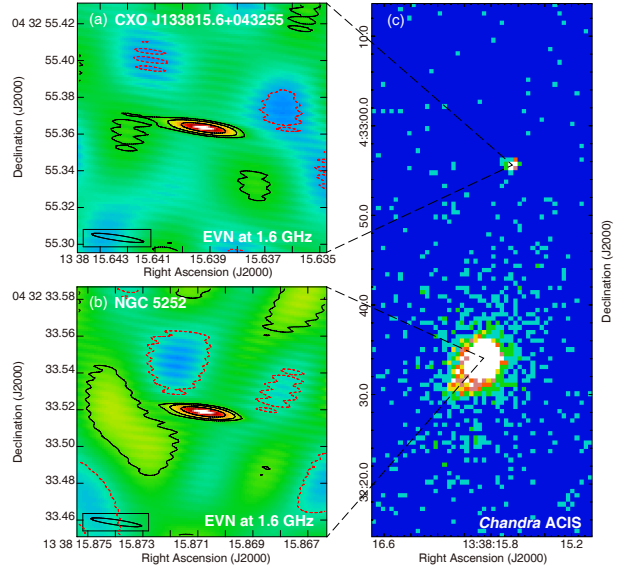 (a) CXO J133815.6+043255
04 32 55.42
55.40
55.38
55.36
55.34
55.32
55.30
Declination (J2000)
EVN at 1.6 GHz
13 38 15.643 15.641 15.639 15.637 15.635
Right Ascension (J2000)
(b) NGC 5252
04 32 33.58
33.56
33.54
33.52
33.50
33.48
33.46
Declination (J2000)
EVN at 1.6 GHz
13 38 15.875 15.873 15.871 15.869 15.867
Right Ascension (J2000)
(c)
10.0
4:33:00.0
50.0
40.0
30.0
32:20.0
Declination (J2000)
Chandra ACIS
16.6 13:38:15.8 15.2
Right Ascension (J2000)